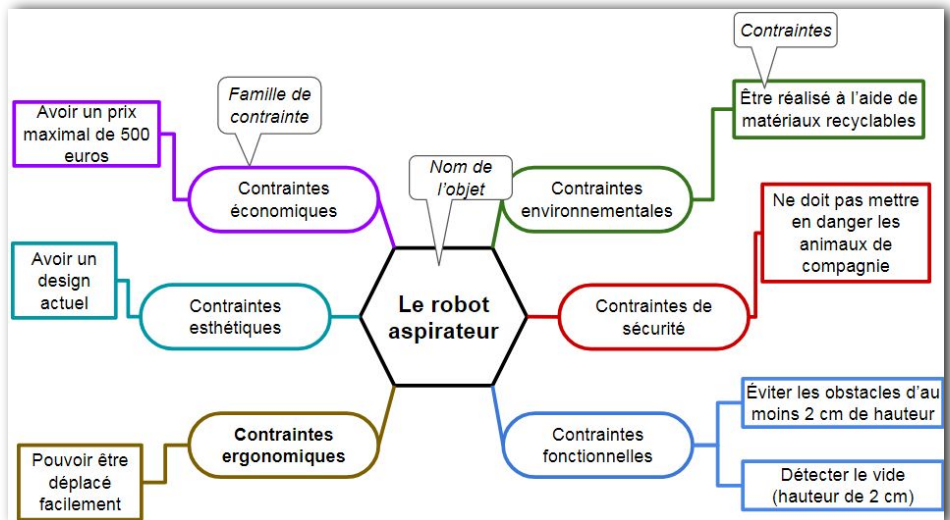 Contraintes
Famille de
contrainte
Nom de
l'objet
Avoir un prix
maximal de 500
euros
Contraintes
économiques
Contraintes
environnementales
Être réalisé à l'aide de
matériaux recyclables
Avoir un
design
actuel
Contraintes
esthétiques
Le robot
aspirateur
Contraintes de
sécurité
Ne doit pas mettre
en danger les
animaux de
compagnie
Pouvoir être
déplacé
facilement
Contraintes
ergonomiques
Contraintes
fonctionnelles
Éviter les obstacles d'au
moins 2 cm de hauteur
Détecter le vide
(hauteur de 2 cm)